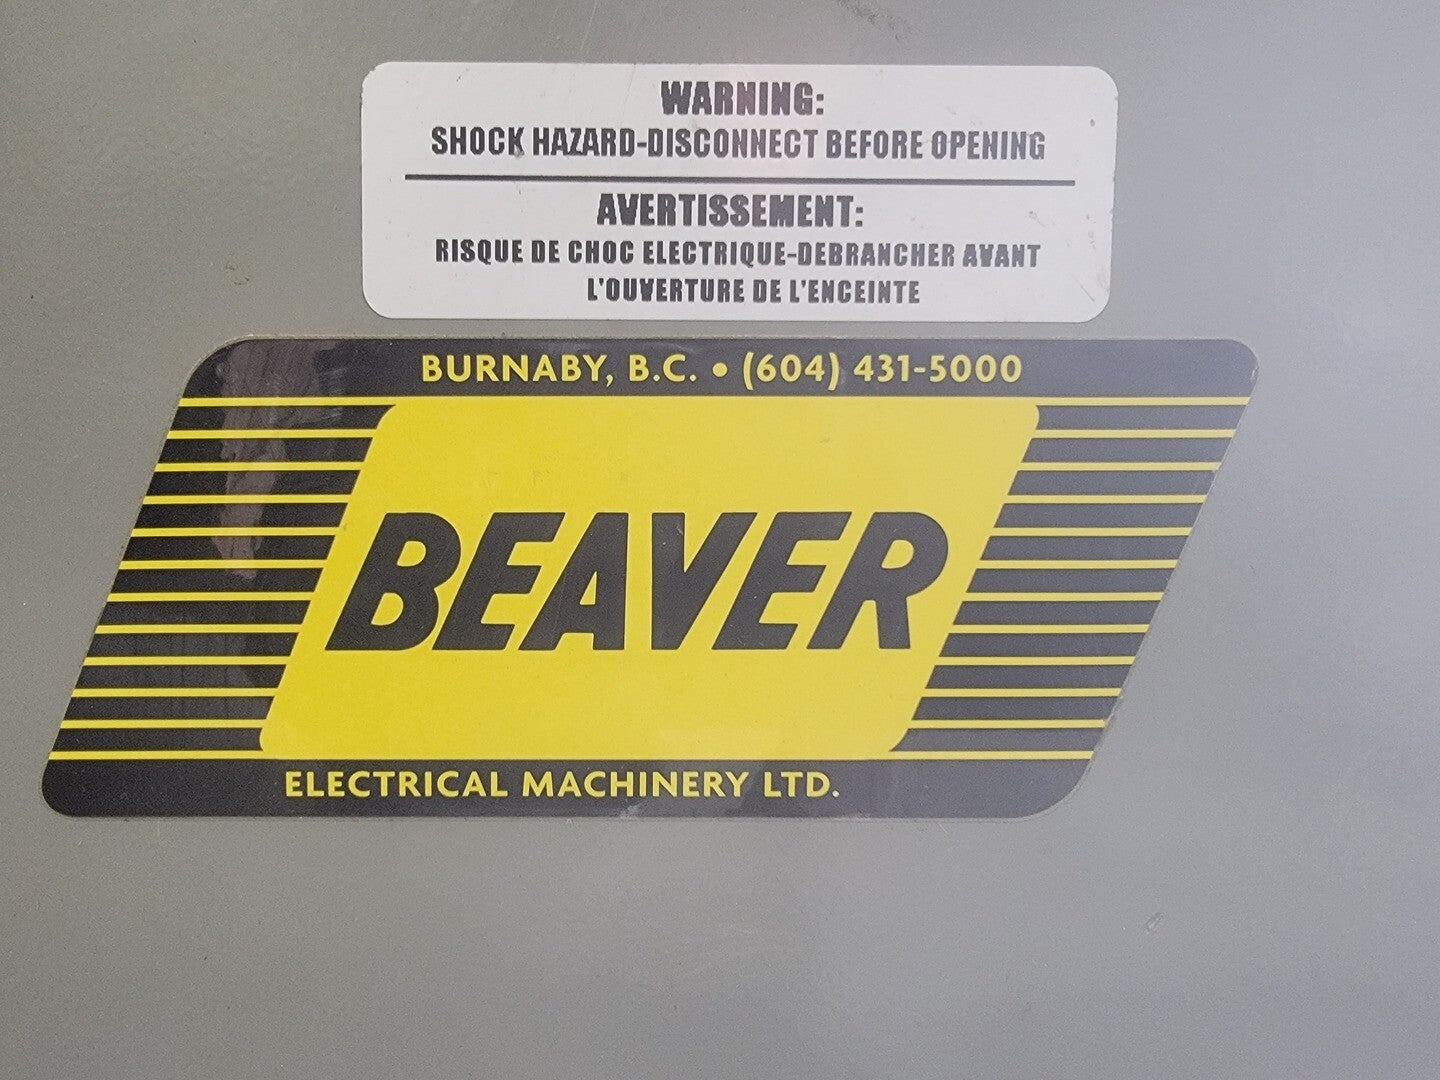 WARNING:
SHOCK HAZARD-DISCONNECT BEFORE OPENING
AVERTISSEMENT:
RISQUE DE CHOC ELECTRIQUE-DEBRANCHER AVANT
L'OUVERTURE DE L'ENCEINTE
BURNABY, B.C. • (604) 431-5000
BEAVER
ELECTRICAL MACHINERY LTD.